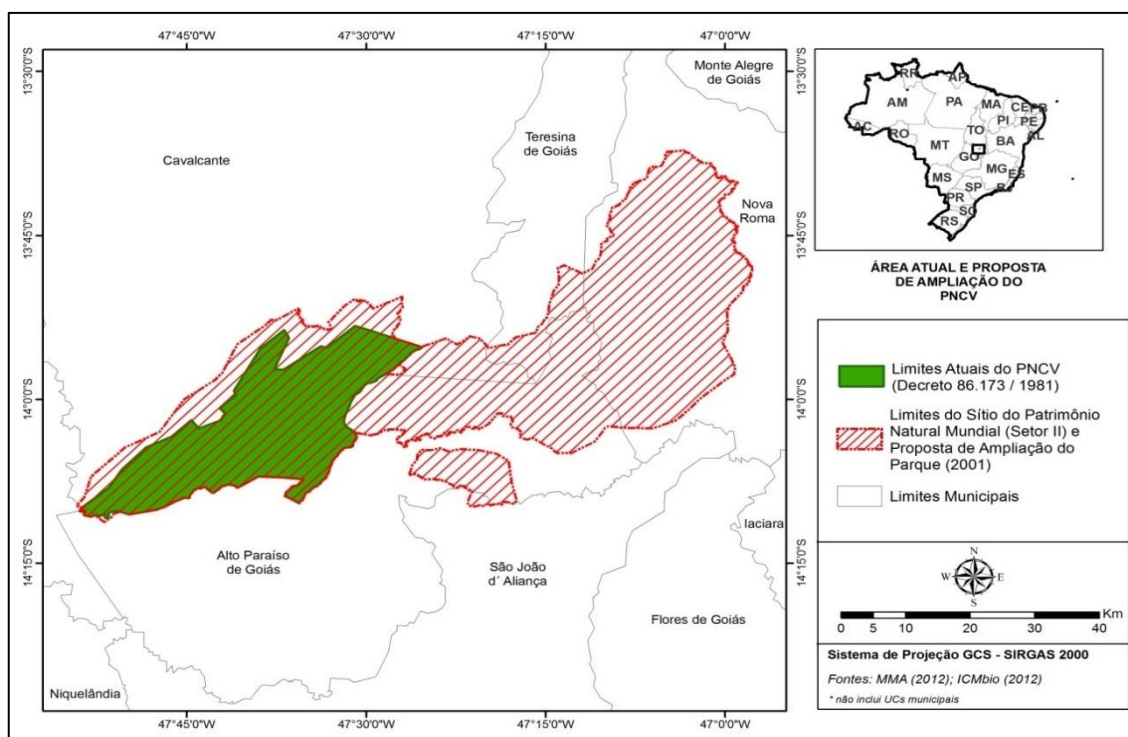 47°45'0"W 47°30'0"W 47°15'0"W 47°0'0"W
13°30'0"S
13°30'0"S
Monte Alegre
de Goiás
Teresina
de Goiás
Cavalcante
Nova
Roma
13°45'0"S
13°45'0"S
14°0'0"S
14°0'0"S
Iaciara
Alto Paraíso
de Goiás
São João
d´ Aliança
14°15'0"S
14°15'0"S
Flores de Goiás
Niquelândia
47°45'0"W 47°30'0"W 47°15'0"W 47°0'0"W
RR AP
AM PA MA CE PB
PI PE
AC RO TO AL
MT BA
GO
MG ES
MS SP RJ
PR
SC
RS
ÁREA ATUAL E PROPOSTA
DE AMPLIAÇÃO DO
PNCV
Limites Atuais do PNCV
(Decreto 86.173 / 1981)
Limites do Sítio do Patrimônio
Natural Mundial (Setor II) e
Proposta de Ampliação do
Parque (2001)
Limites Municipais
N
W E
S
Km
0 5 10 20 30 40
Sistema de Projeção GCS - SIRGAS 2000
Fontes: MMA (2012); ICMbio (2012)
* não inclui UCs municipais